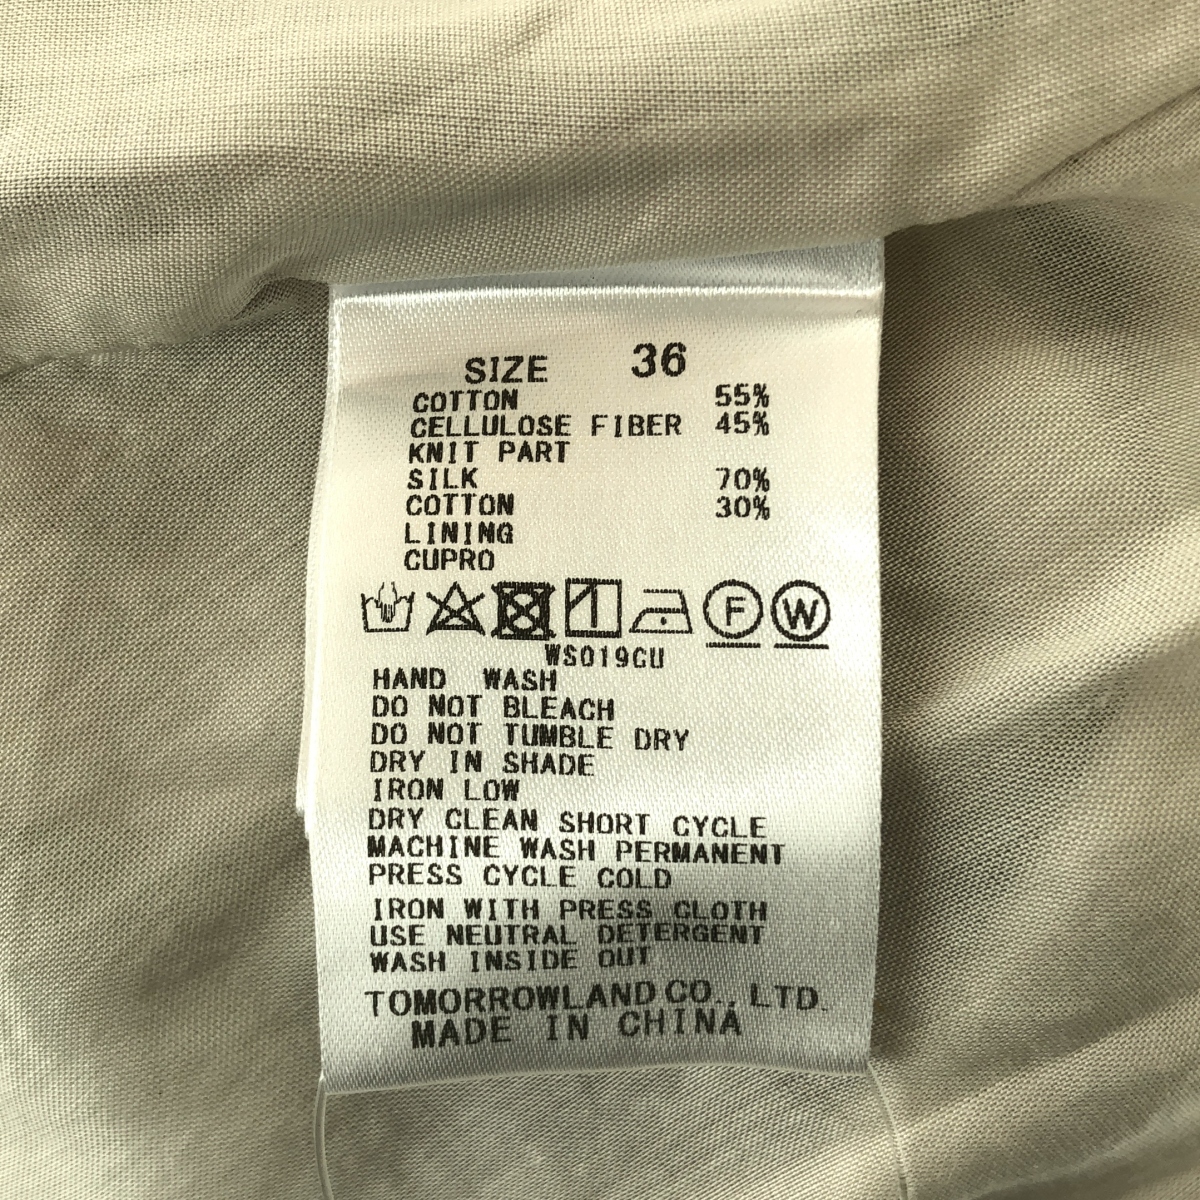 SIZE 36
COTTON 55%
CELLULOSE FIBER 45%
KNIT PART
SILK 70%
COTTON 30%
LINING
CUPRO
F W
WS019CU
HAND WASH
DO NOT BLEACH
DO NOT TUMBLE DRY
DRY IN SHADE
IRON LOW
DRY CLEAN SHORT CYCLE
MACHINE WASH PERMANENT
PRESS CYCLE COLD
IRON WITH PRESS CLOTH
USE NEUTRAL DETERGENT
WASH INSIDE OUT
TOMORROWLAND CO., LTD.
MADE IN CHINA